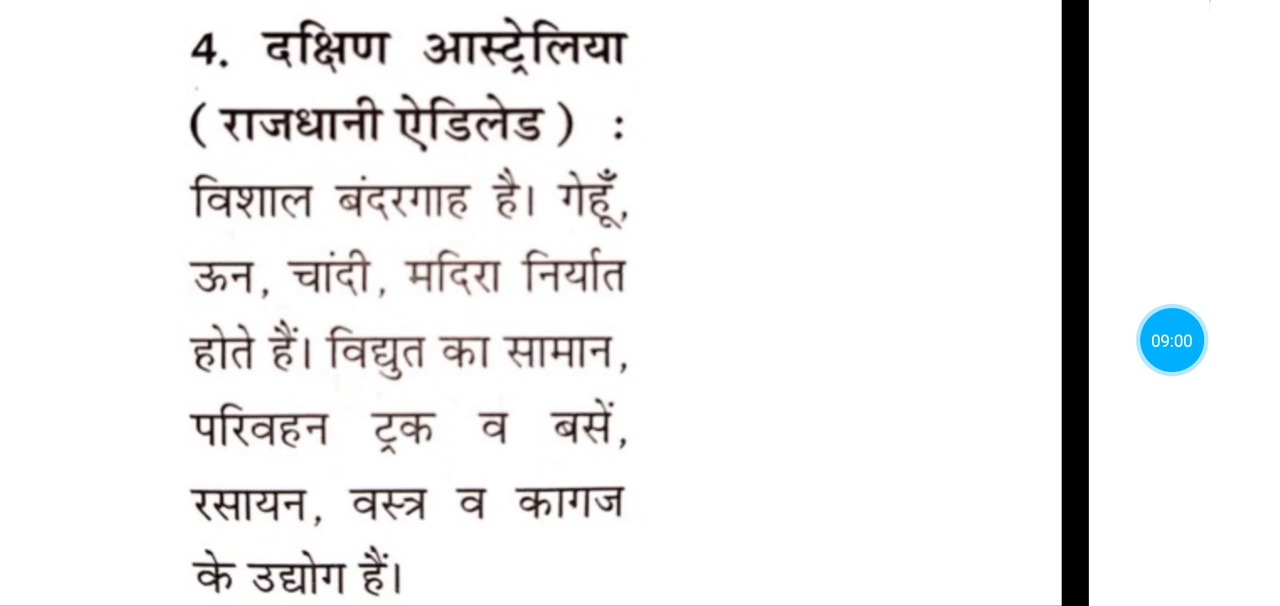 4. दक्षिण आस्ट्रेलिया
( राजधानी ऐडिलेड ) :
विशाल बंदरगाह है। गेहूँ,
ऊन, चांदी, मदिरा निर्यात
होते हैं। विद्युत का सामान,
परिवहन ट्रक व बसें,
रसायन, वस्त्र व कागज
के उद्योग हैं।
09:00